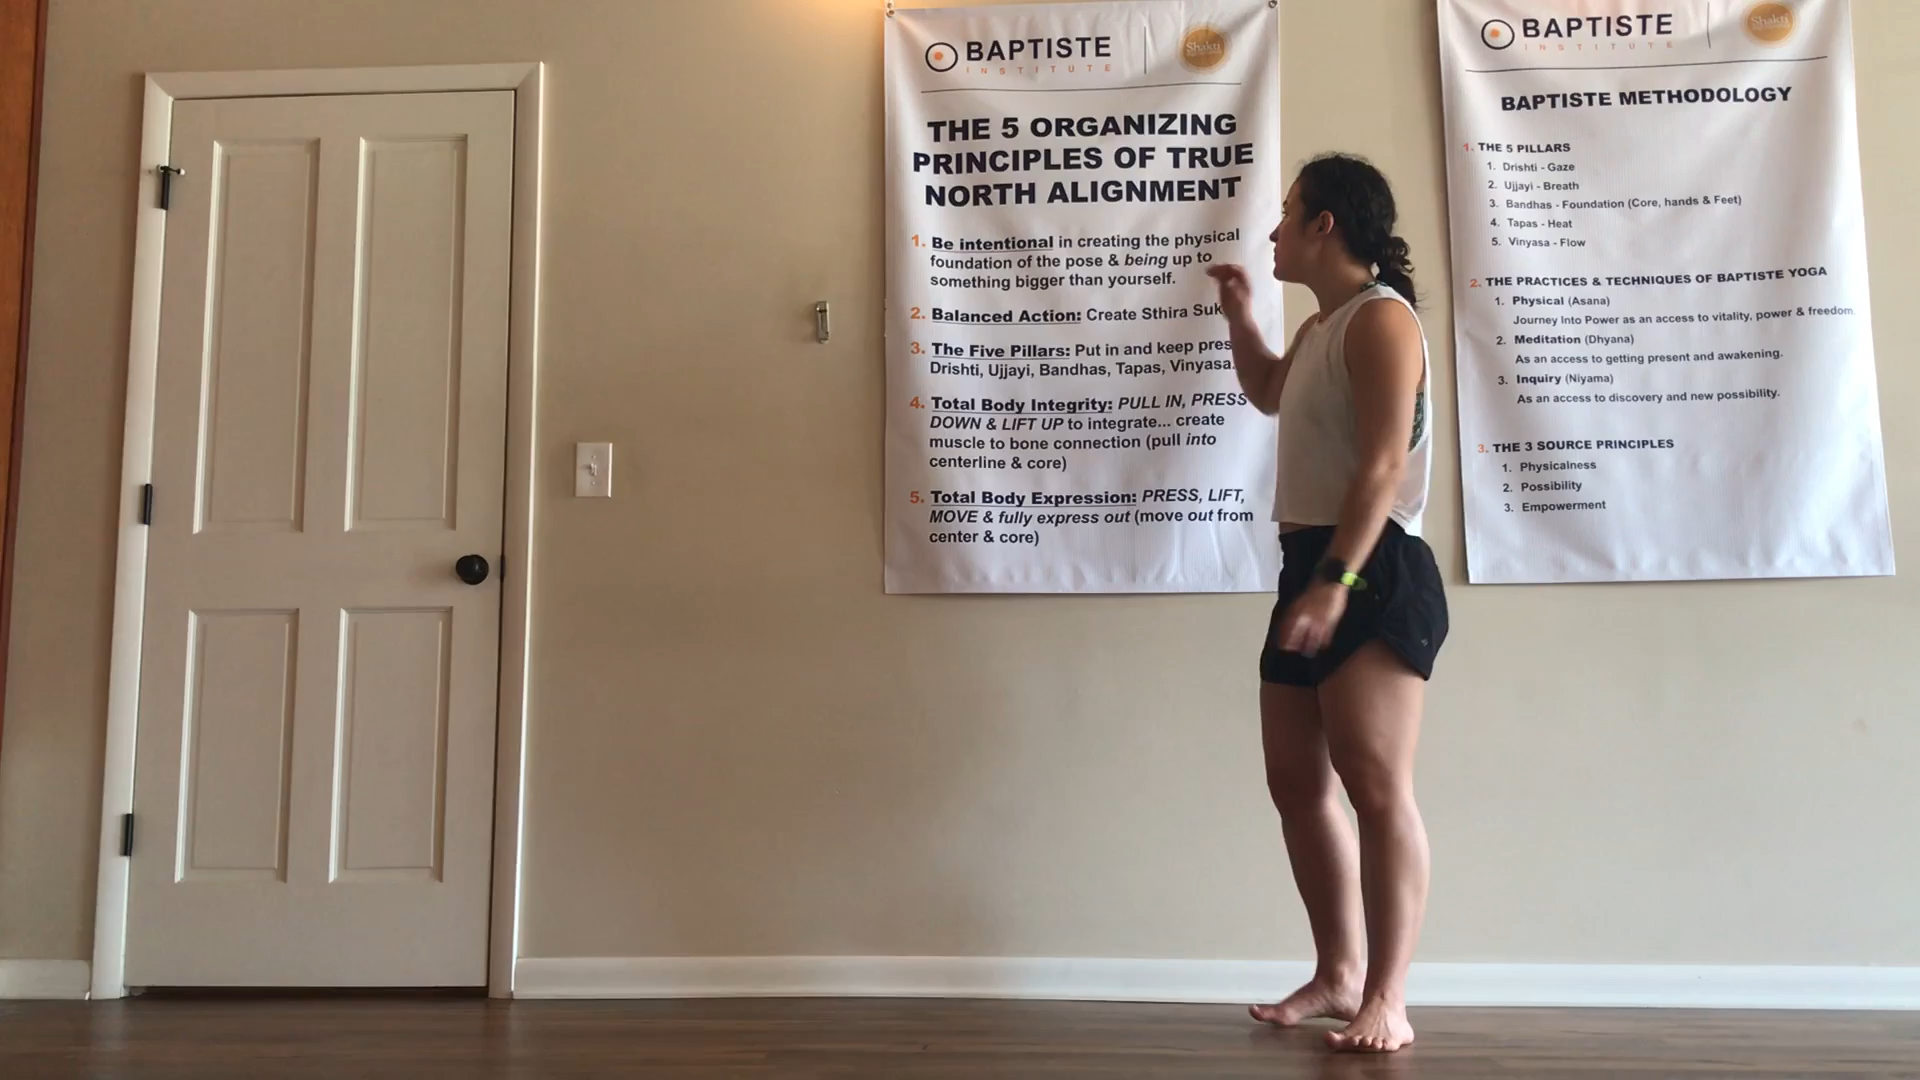 BAPTISTE
INSTITUTE
Shakti
THE 5 ORGANIZING
PRINCIPLES OF TRUE
NORTH ALIGNMENT
1. Be intentional in creating the physical
foundation of the pose & being up to
something bigger than yourself.
2. Balanced Action: Create Sthira Suk
3. The Five Pillars: Put in and keep pres
Drishti, Ujjayi, Bandhas, Tapas, Vinyasa.
4. Total Body Integrity: PULL IN, PRESS
DOWN & LIFT UP to integrate... create
muscle to bone connection (pull into
centerline & core)
5. Total Body Expression: PRESS, LIFT,
MOVE & fully express out (move out from
center & core)
BAPTISTE
INSTITUTE
Shakti
BAPTISTE METHODOLOGY
1. THE 5 PILLARS
1. Drishti - Gaze
2. Ujjayi - Breath
3. Bandhas - Foundation (Core, hands & Feet)
4. Tapas - Heat
5. Vinyasa - Flow
2. THE PRACTICES & TECHNIQUES OF BAPTISTE YOGA
1. Physical (Asana)
Journey Into Power as an access to vitality, power & freedom.
2. Meditation (Dhyana)
As an access to getting present and awakening.
3. Inquiry (Niyama)
As an access to discovery and new possibility.
3. THE 3 SOURCE PRINCIPLES
1. Physicalness
2. Possibility
3. Empowerment